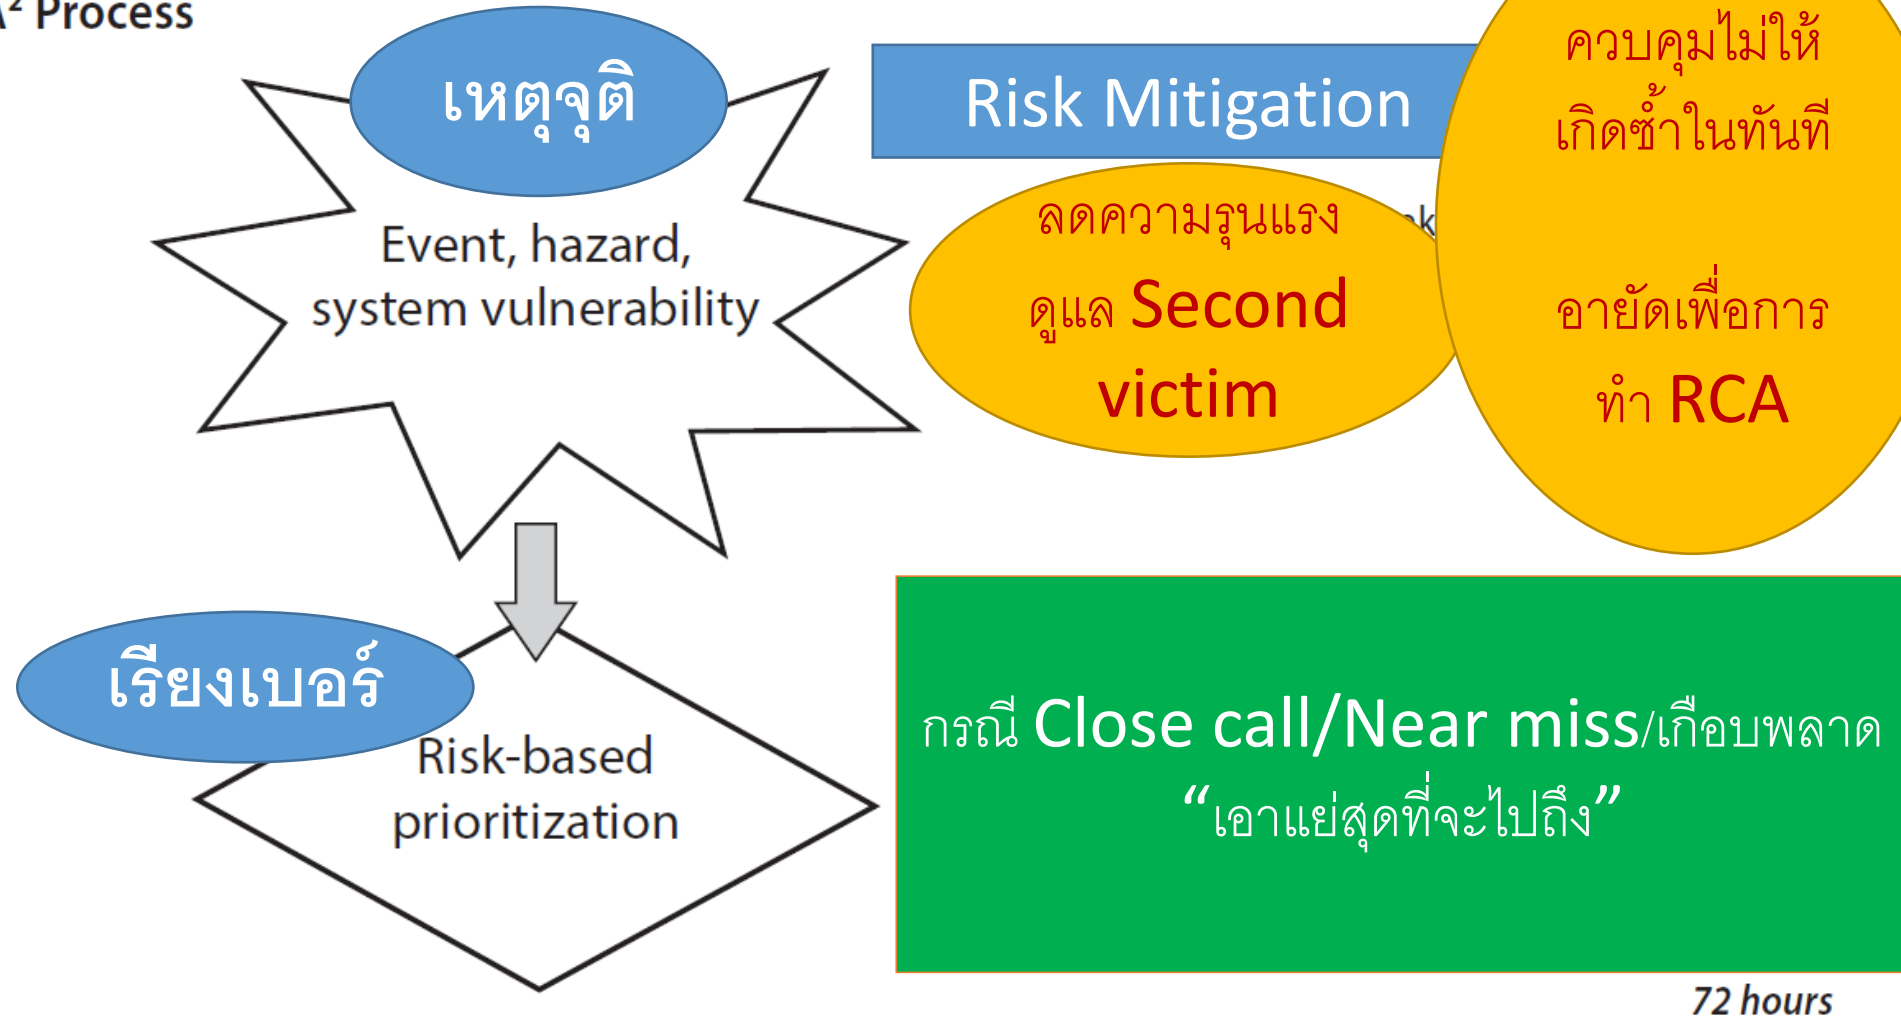 ² Process
เหตุจุติ
Event, hazard,
system vulnerability
Risk Mitigation
ลดความรุนแรง
ดูแล Second
victim
ควบคุมไม่ให้
เกิดซ้ำในทันที
อายัดเพื่อการ
ทำ RCA
เรียงเบอร์
Risk-based
prioritization
กรณี Close call/Near miss/เกือบพลาด
“เอาแย่สุดที่จะไปถึง”
72 hours